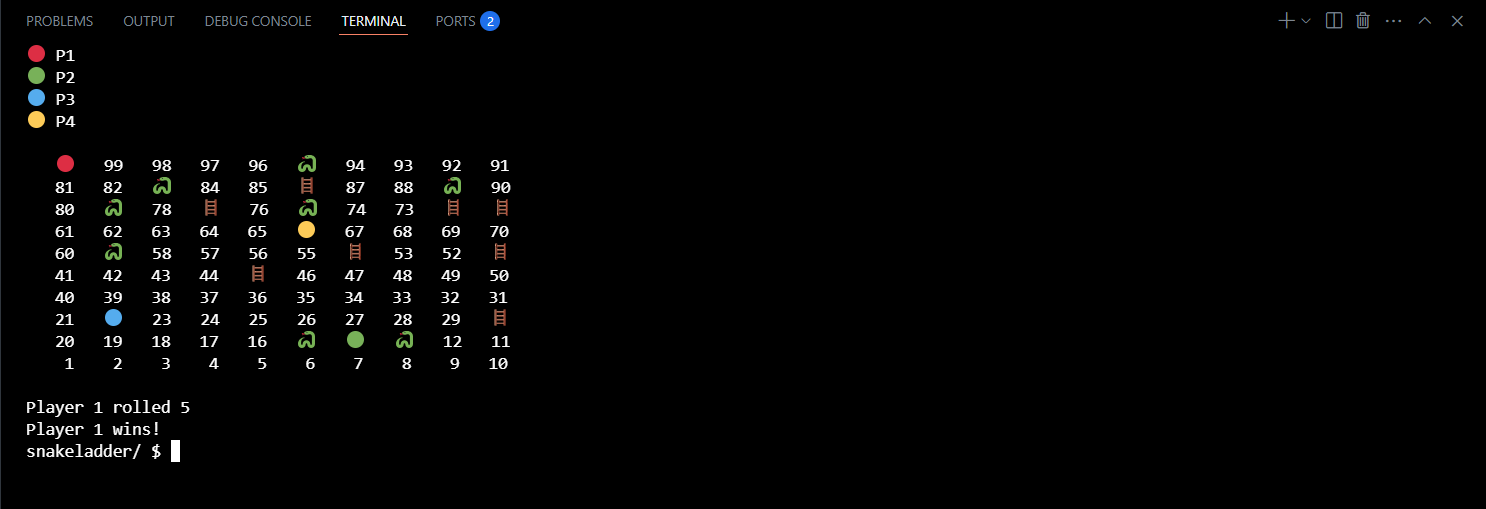 PROBLEMS OUTPUT DEBUG CONSOLE TERMINAL PORTS 2
P1
P2
P3
P4
99 98 97 96 94 93 92 91
81 82 84 85 87 88 90
80 78 76 74 73
61 62 63 64 65 67 68 69 70
60 58 57 56 55 53 52
41 42 43 44 46 47 48 49 50
40 39 38 37 36 35 34 33 32 31
21 23 24 25 26 27 28 29
20 19 18 17 16 12 11
1 2 3 4 5 6 7 8 9 10
Player 1 rolled 5
Player 1 wins!
snakeladder/ $